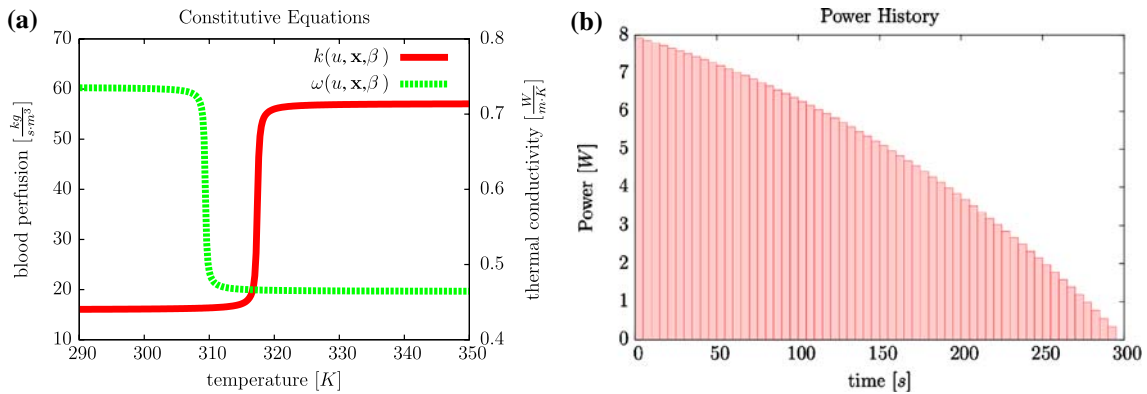 (a)
Constitutive Equations
k(u, x,β)
ω(u, x,β)
70
60
50
40
30
20
10
blood perfusion [kg/s·m³]
0.8
0.7
0.6
0.5
0.4
thermal conductivity [W/m·K]
290 300 310 320 330 340 350
temperature [K]
(b)
Power History
8
7
6
5
4
3
2
1
0
Power [W]
0 50 100 150 200 250 300
time [s]